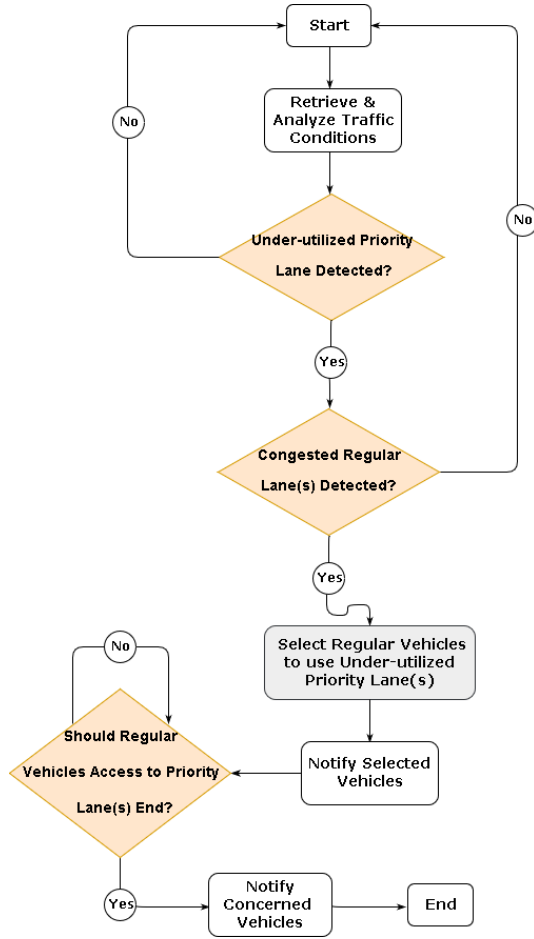 Start
Retrieve &
Analyze Traffic
Conditions
No
No
Under-utilized Priority
Lane Detected?
Yes
Congested Regular
Lane(s) Detected?
Yes
Select Regular Vehicles
to use Under-utilized
Priority Lane(s)
No
Should Regular
Vehicles Access to Priority
Lane(s) End?
Notify Selected
Vehicles
Yes
Notify
Concerned
Vehicles
End